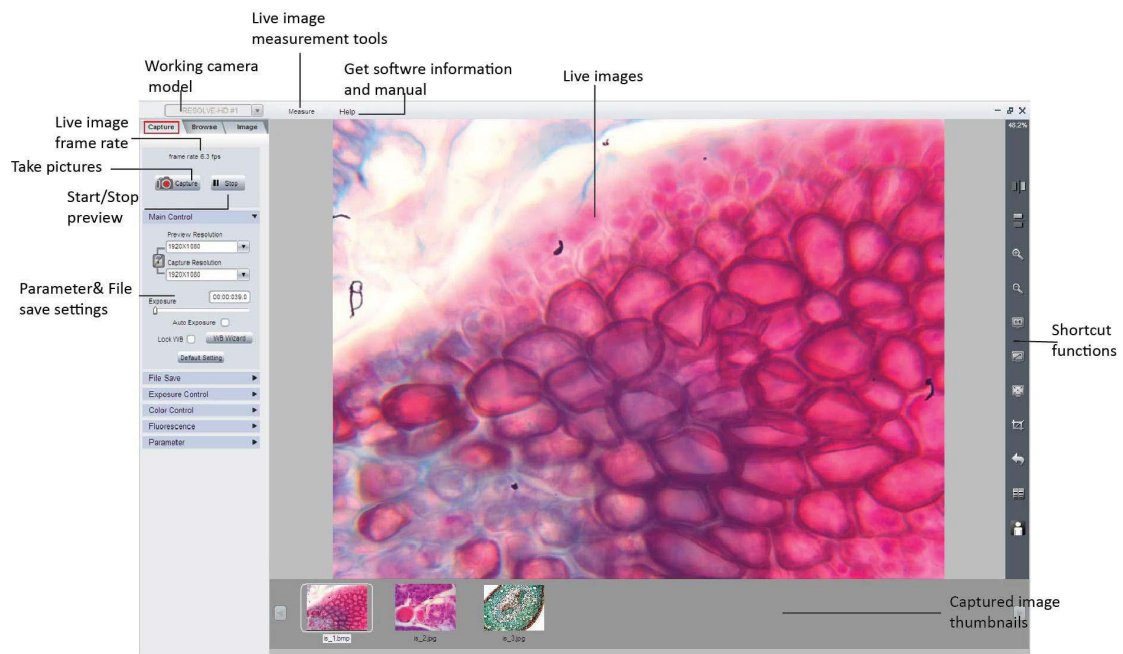 Live image
measurement tools
Working camera
model
Get softwre information
and manual
Live images
RESOLVE-HD #1
Measure
Help
48.2%
Capture Browse Image
Live image
frame rate
frame rate 6.3 fps
Take pictures
Capture Stop
Start/Stop
preview
Main Control
Preview Resolution
1920X1080
Capture Resolution
1920X1080
Parameter& File
save settings
Exposure 00:00:039.0
Auto Exposure
Lock WB WB Wizard
Default Setting
File Save
Exposure Control
Color Control
Fluorescence
Parameter
Shortcut
functions
Captured image
thumbnails
is_1.bmp is_2.jpg is_3.jpg